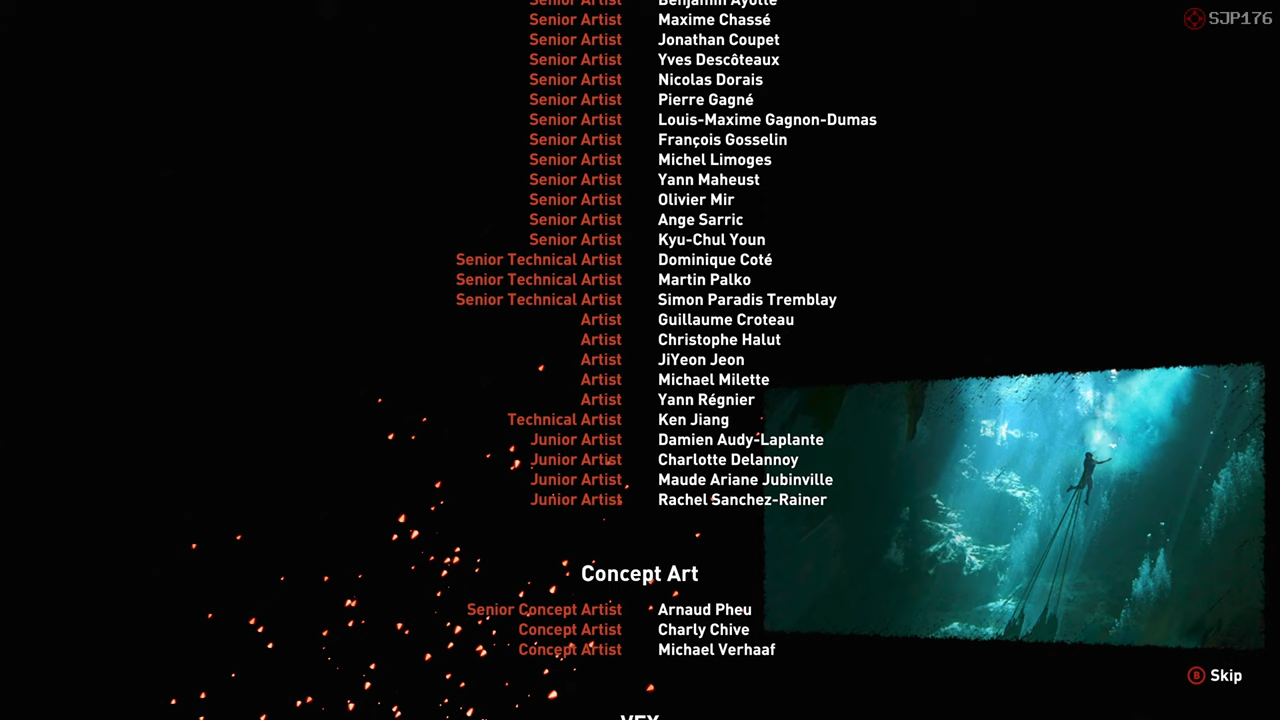 Senior Artist Benjamin Ayotte
SJP176
Senior Artist Maxime Chassé
Senior Artist Jonathan Coupet
Senior Artist Yves Descôteaux
Senior Artist Nicolas Dorais
Senior Artist Pierre Gagné
Senior Artist Louis-Maxime Gagnon-Dumas
Senior Artist François Gosselin
Senior Artist Michel Limoges
Senior Artist Yann Maheust
Senior Artist Olivier Mir
Senior Artist Ange Sarric
Senior Artist Kyu-Chul Youn
Senior Technical Artist Dominique Coté
Senior Technical Artist Martin Palko
Senior Technical Artist Simon Paradis Tremblay
Artist Guillaume Croteau
Artist Christophe Halut
Artist JiYeon Jeon
Artist Michael Milette
Artist Yann Régnier
Technical Artist Ken Jiang
Junior Artist Damien Audy-Laplante
Junior Artist Charlotte Delannoy
Junior Artist Maude Ariane Jubinville
Junior Artist Rachel Sanchez-Rainer
Concept Art
Senior Concept Artist Arnaud Pheu
Concept Artist Charly Chive
Concept Artist Michael Verhaaf
B Skip
VFX